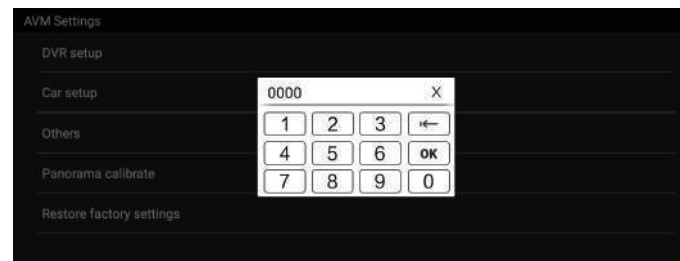 AVM Settings
DVR setup
Car setup
Others
Panorama calibrate
Restore factory settings
0000 X
1 2 3 ←
4 5 6 OK
7 8 9 0